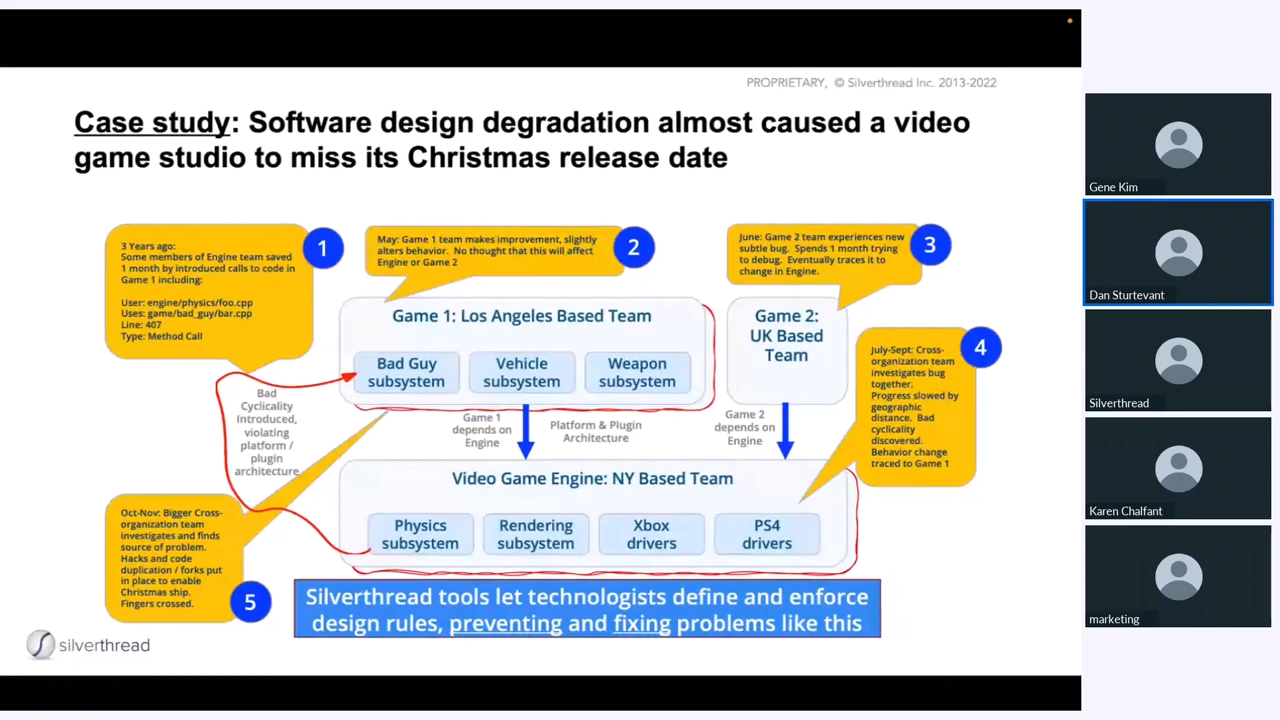 PROPRIETARY, © Silverthread Inc. 2013-2022
Case study: Software design degradation almost caused a video
game studio to miss its Christmas release date
3 Years ago:
Some members of Engine team saved
1 month by introduced calls to code in
Game 1 including:
User: engine/physics/foo.cpp
Uses: game/bad_guy/bar.cpp
Line: 407
Type: Method Call
1
May: Game 1 team makes improvement, slightly
alters behavior. No thought that this will affect
Engine or Game 2
2
June: Game 2 team experiences new
subtle bug. Spends 1 month trying
to debug. Eventually traces it to
change in Engine.
3
Game 1: Los Angeles Based Team
Bad Guy
subsystem
Vehicle
subsystem
Weapon
subsystem
Game 2:
UK Based
Team
July-Sept: Cross-
organization team
investigates bug
together.
Progress slowed by
geographic
distance. Bad
cyclicality
discovered.
Behavior change
traced to Game 1
4
Bad
Cyclicality
Introduced,
violating
platform /
plugin
architecture
Game 1
depends on
Engine
Platform & Plugin
Architecture
Game 2
depends on
Engine
Video Game Engine: NY Based Team
Physics
subsystem
Rendering
subsystem
Xbox
drivers
PS4
drivers
Oct-Nov: Bigger Cross-
organization team
investigates and finds
source of problem.
Hacks and code
duplication / forks put
in place to enable
Christmas ship.
Fingers crossed.
5
Silverthread tools let technologists define and enforce
design rules, preventing and fixing problems like this
silverthread
Gene Kim
Dan Sturtevant
Silverthread
Karen Chalfant
marketing